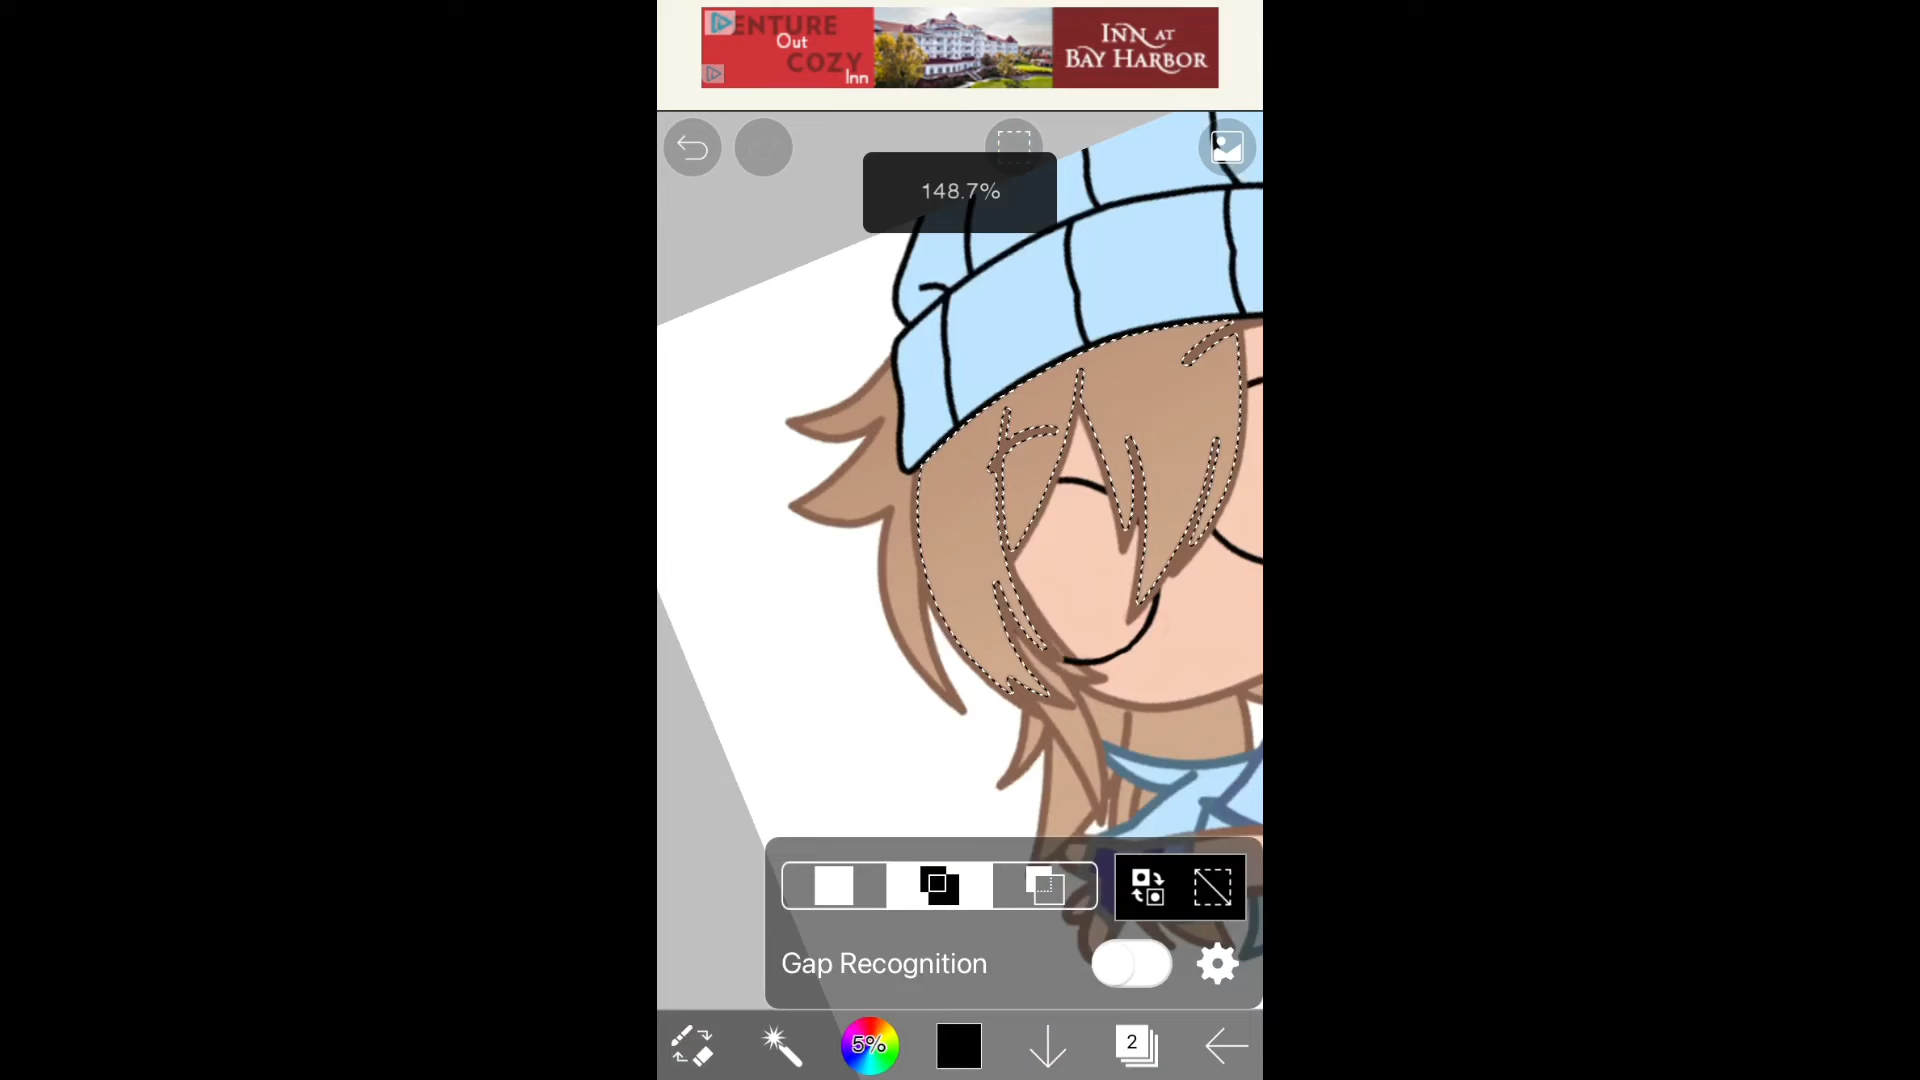 ENTURE
Out
COZY
Inn
INN AT
BAY HARBOR
148.7%
Gap Recognition
5%
2